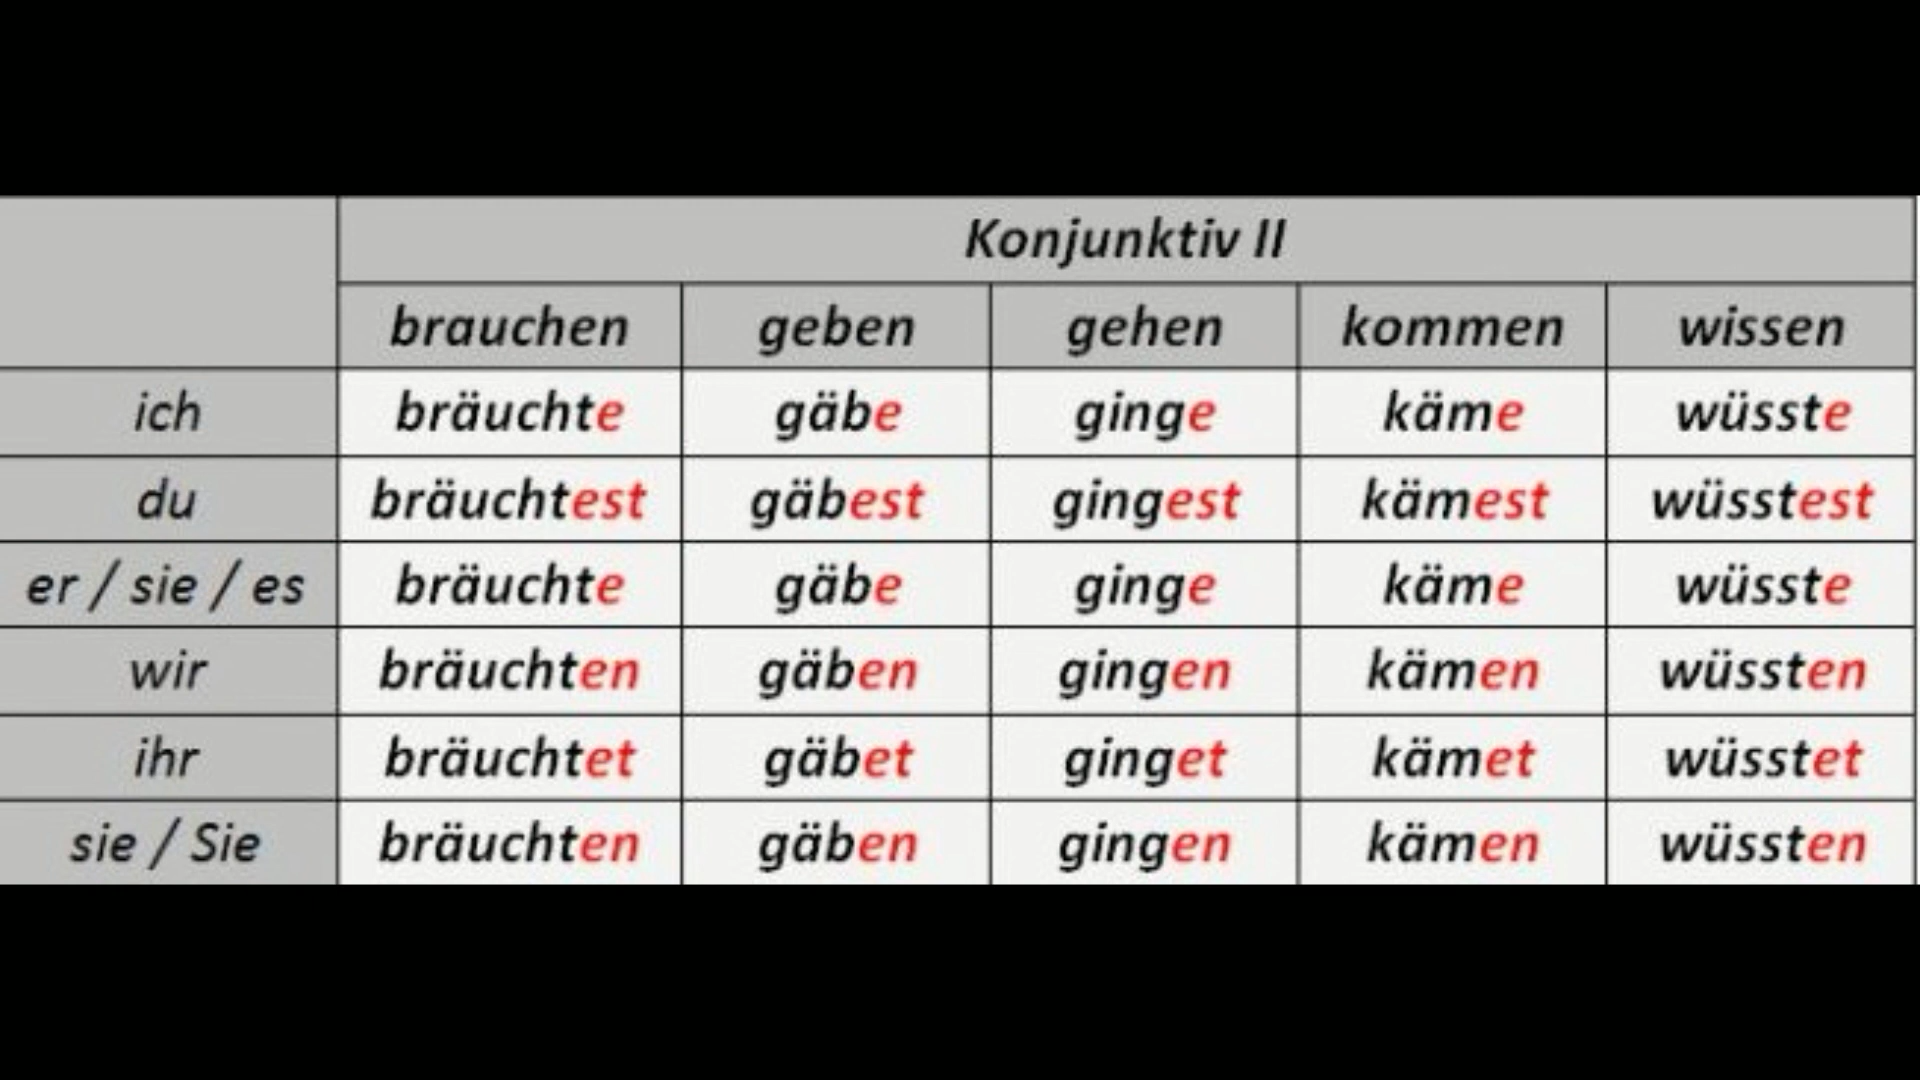 Konjunktiv II
brauchen geben gehen kommen wissen
ich bräuchte gäbe ginge käme wüsste
du bräuchtest gäbest gingest kämest wüsstest
er / sie / es bräuchte gäbe ginge käme wüsste
wir bräuchten gäben gingen kämen wüssten
ihr bräuchtet gäbet ginget kämet wüsstet
sie / Sie bräuchten gäben gingen kämen wüssten